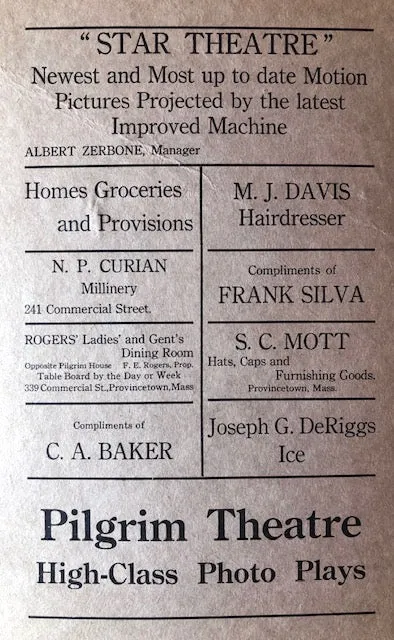 "STAR THEATRE"
Newest and Most up to date Motion
Pictures Projected by the latest
Improved Machine
ALBERT ZERBONE, Manager
Homes Groceries
and Provisions
N. P. CURIAN
Millinery
241 Commercial Street.
ROGERS' Ladies' and Gent's
Dining Room
Opposite Pilgrim House F. E. Rogers, Prop.
Table Board by the Day or Week
339 Commercial St., Provincetown, Mass
Compliments of
C. A. BAKER
M. J. DAVIS
Hairdresser
Compliments of
FRANK SILVA
S. C. MOTT
Hats, Caps and
Furnishing Goods.
Provincetown, Mass.
Joseph G. DeRiggs
Ice
Pilgrim Theatre
High-Class Photo Plays